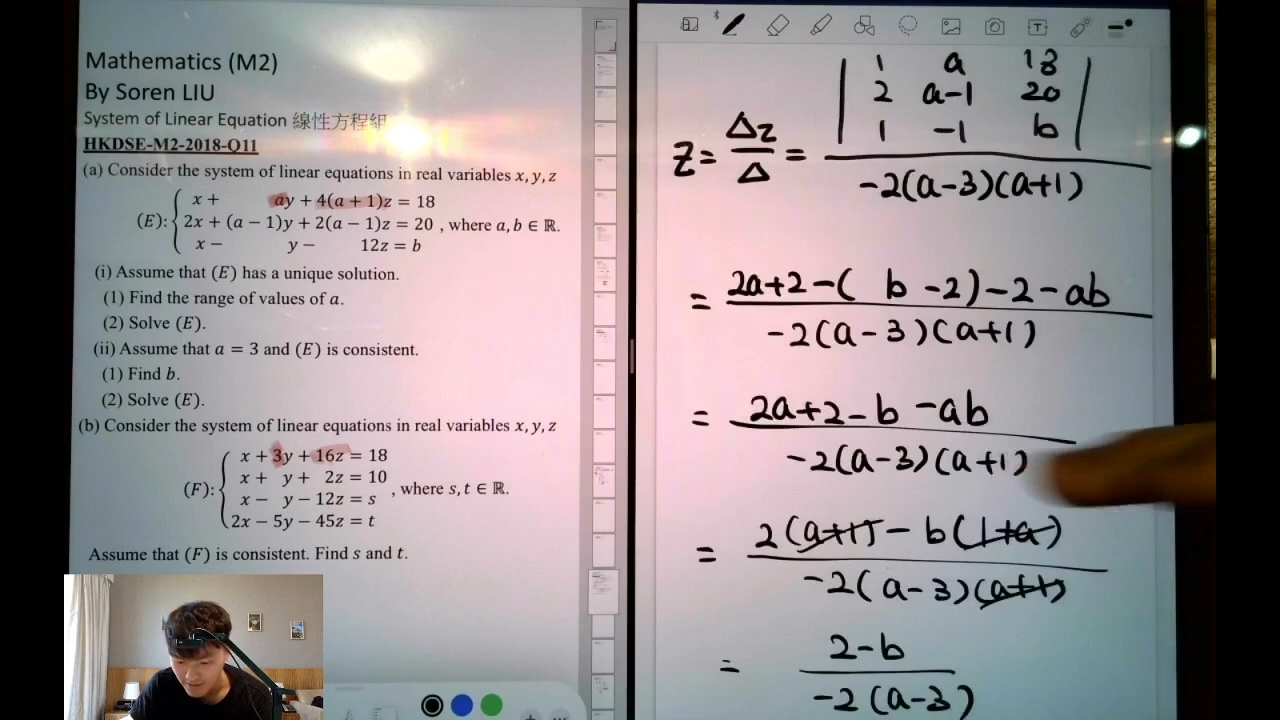 Mathematics (M2)
By Soren LIU
System of Linear Equation 線性方程組
HKDSE-M2-2018-Q11
(a) Consider the system of linear equations in real variables x, y, z
x + ay + 4(a + 1)z = 18
(E): 2x + (a − 1)y + 2(a − 1)z = 20 , where a, b ∈ ℝ.
x − y − 12z = b
(i) Assume that (E) has a unique solution.
(1) Find the range of values of a.
(2) Solve (E).
(ii) Assume that a = 3 and (E) is consistent.
(1) Find b.
(2) Solve (E).
(b) Consider the system of linear equations in real variables x, y, z
x + 3y + 16z = 18
x + y + 2z = 10
(F): x − y − 12z = s , where s, t ∈ ℝ.
2x − 5y − 45z = t
Assume that (F) is consistent. Find s and t.
1 a 18
2 a-1 20
1 -1 b
z = Δz/Δ =
-2(a-3)(a+1)
= 2a+2-( b -2)-2-ab
-2(a-3)(a+1)
= 2a+2-b-ab
-2(a-3)(a+1)
= 2(a+1)-b(1+a)
-2(a-3)(a+1)
= 2-b
-2(a-3)